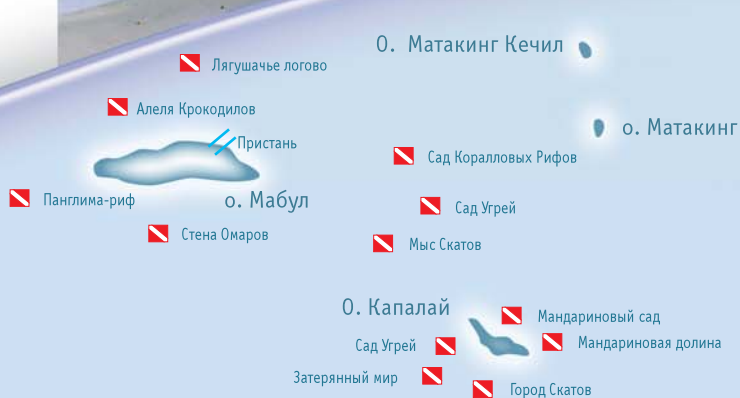 О. Матакинг Кечил
Лягушачье логово
Алеля Крокодилов
о. Матакинг
Пристань
Сад Коралловых Рифов
Панглима-риф
о. Мабул
Сад Угрей
Стена Омаров
Мыс Скатов
О. Капалай
Мандариновый сад
Сад Угрей
Мандариновая долина
Затерянный мир
Город Скатов